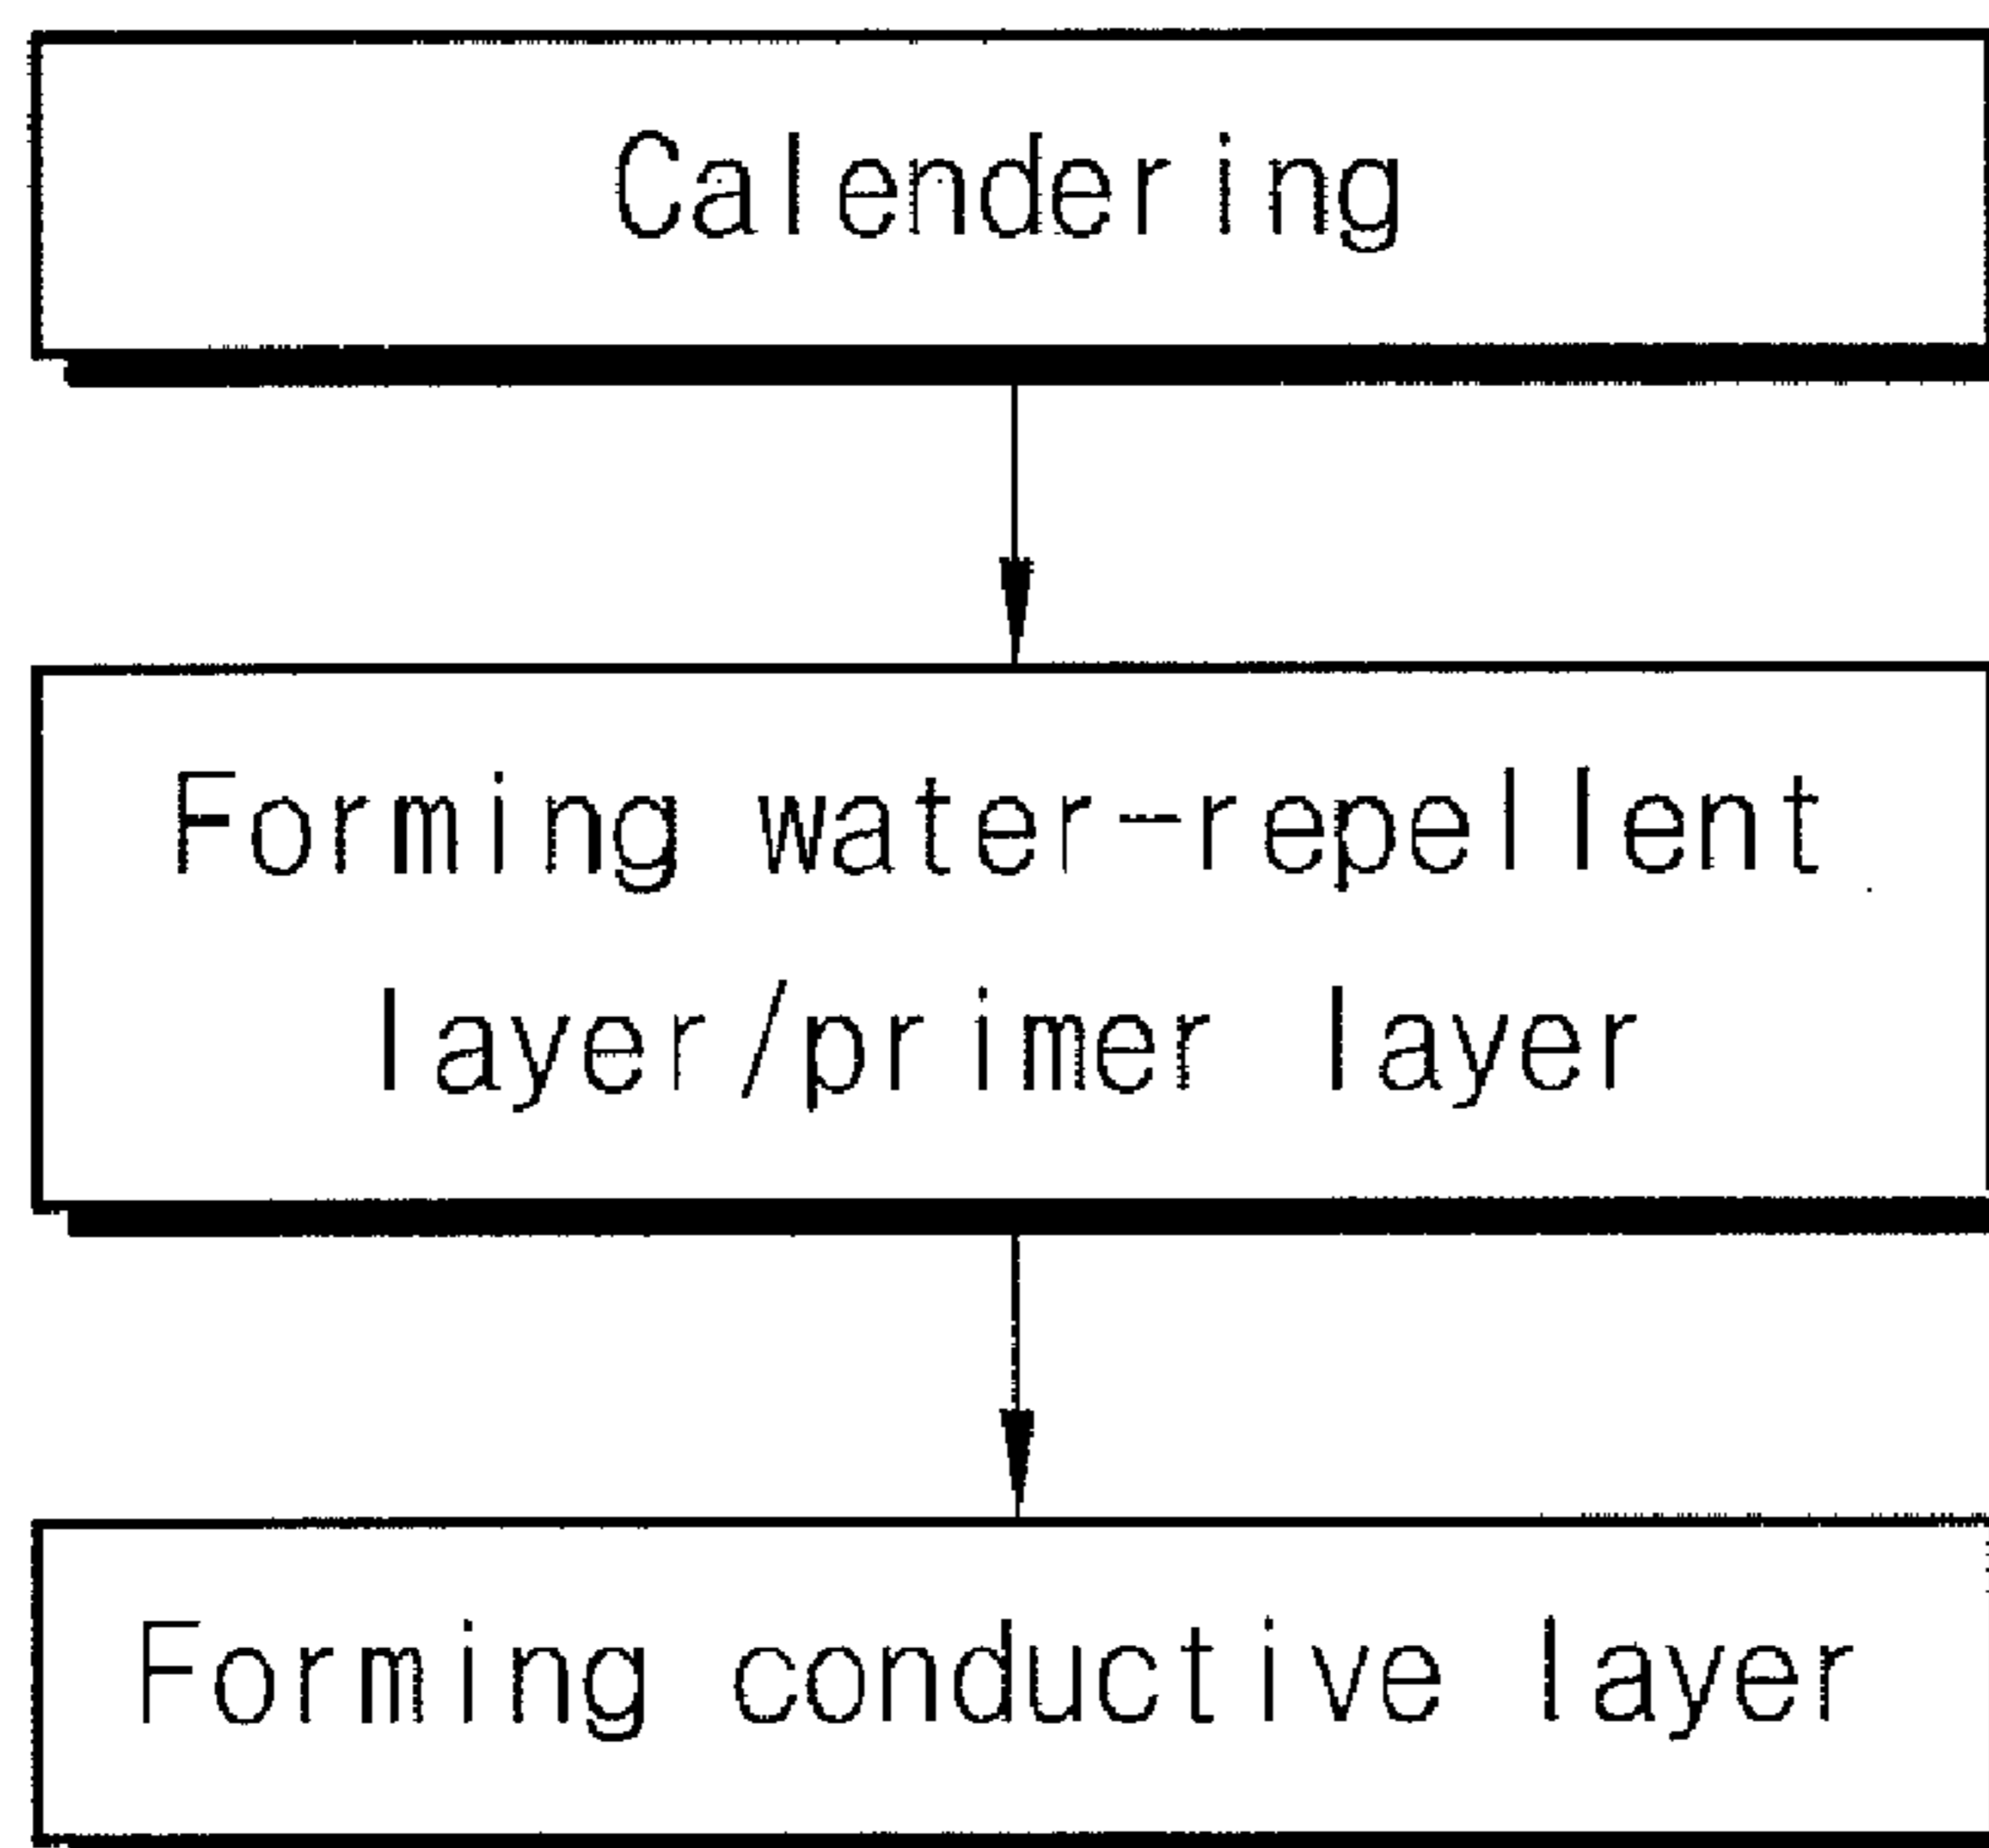 Calendering
Forming water-repellent
layer/primer layer
Forming conductive layer